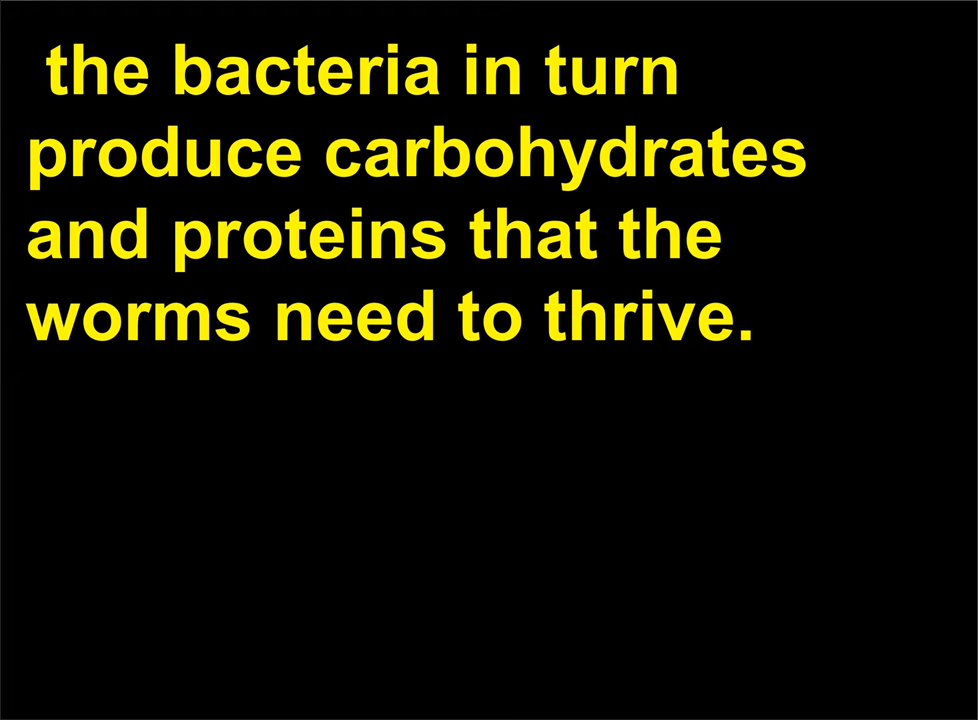 the bacteria in turn
produce carbohydrates
and proteins that the
worms need to thrive.